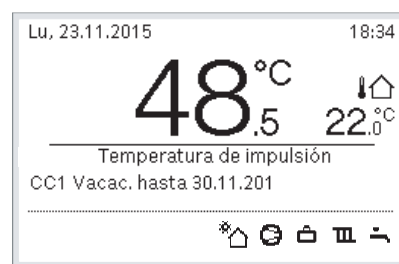 Lu, 23.11.2015 18:34
48.5 °C
22.0 °C
Temperatura de impulsión
CC1 Vacac. hasta 30.11.201